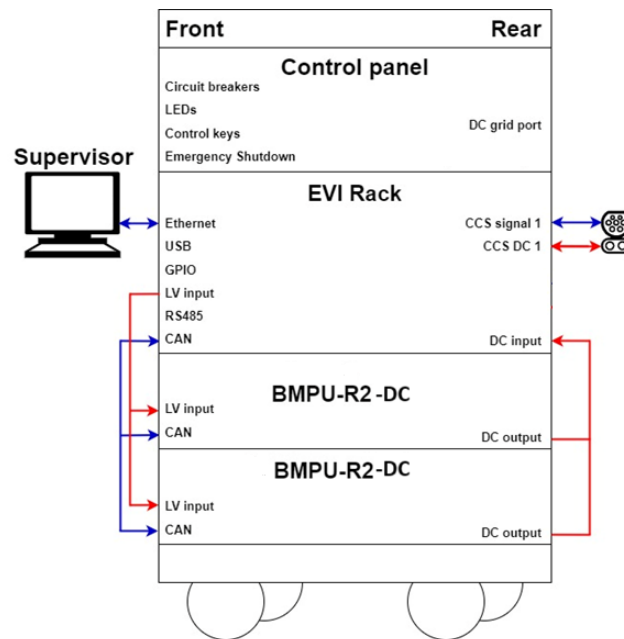 Front Rear
Control panel
Circuit breakers
LEDs
Control keys
Emergency Shutdown
DC grid port
Supervisor
EVI Rack
Ethernet
USB
GPIO
LV input
RS485
CAN
CCS signal 1
CCS DC 1
DC input
BMPU-R2-DC
LV input
CAN
DC output
BMPU-R2-DC
LV input
CAN
DC output